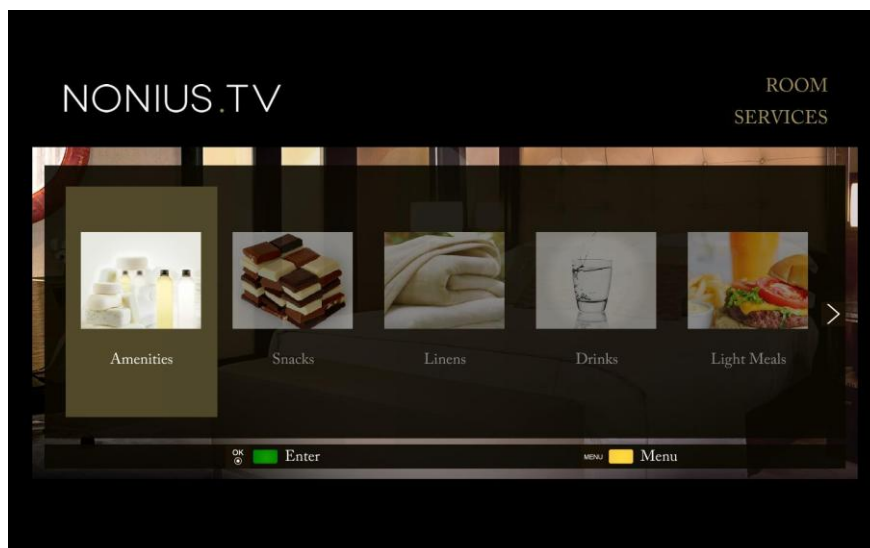 NONIUS.TV
ROOM
SERVICES
Amenities
Snacks
Linens
Drinks
Light Meals
OK
Enter
MENU
Menu